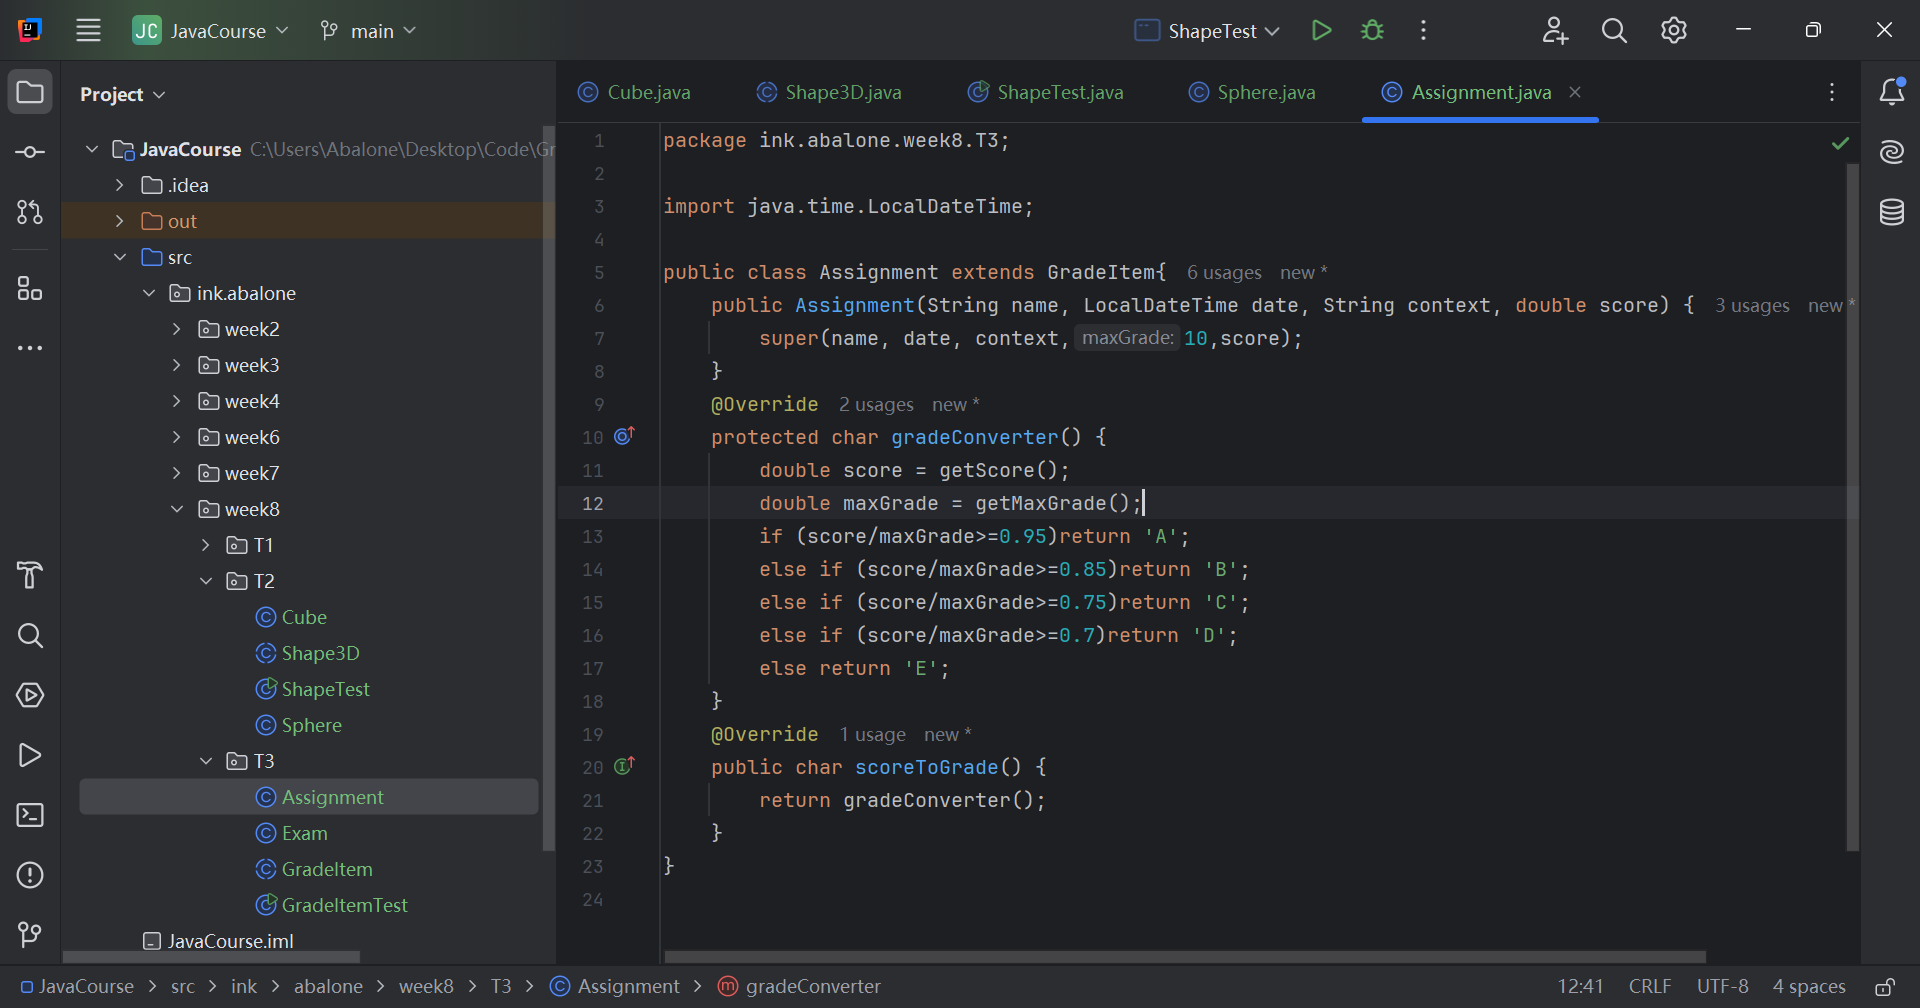 JC JavaCourse main ShapeTest
Project
JavaCourse C:\Users\Abalone\Desktop\Code\Gr
.idea
out
src
ink.abalone
week2
week3
week4
week6
week7
week8
T1
T2
Cube
Shape3D
ShapeTest
Sphere
T3
Assignment
Exam
GradeItem
GradeItemTest
JavaCourse.iml
Cube.java Shape3D.java ShapeTest.java Sphere.java Assignment.java
1 package ink.abalone.week8.T3;
2
3 import java.time.LocalDateTime;
4
5 public class Assignment extends GradeItem{ 6 usages new *
6 public Assignment(String name, LocalDateTime date, String context, double score) { 3 usages new *
7 super(name, date, context, maxGrade: 10,score);
8 }
9 @Override 2 usages new *
10 protected char gradeConverter() {
11 double score = getScore();
12 double maxGrade = getMaxGrade();
13 if (score/maxGrade>=0.95)return 'A';
14 else if (score/maxGrade>=0.85)return 'B';
15 else if (score/maxGrade>=0.75)return 'C';
16 else if (score/maxGrade>=0.7)return 'D';
17 else return 'E';
18 }
19 @Override 1 usage new *
20 public char scoreToGrade() {
21 return gradeConverter();
22 }
23 }
24
JavaCourse > src > ink > abalone > week8 > T3 > Assignment > gradeConverter 12:41 CRLF UTF-8 4 spaces